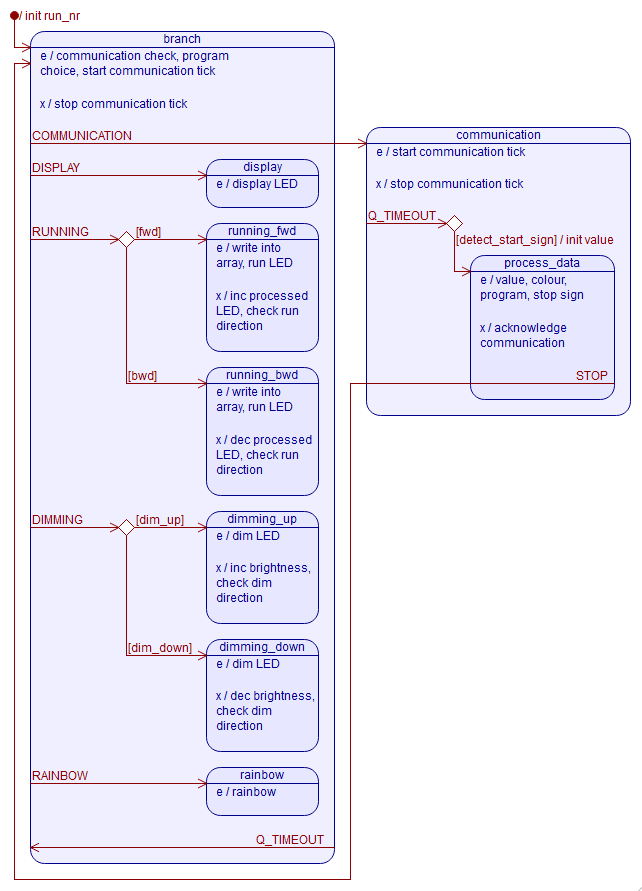 / init run_nr
branch
e / communication check, program
choice, start communication tick
x / stop communication tick
COMMUNICATION
DISPLAY
display
e / display LED
RUNNING
[fwd]
running_fwd
e / write into
array, run LED
x / inc processed
LED, check run
direction
[bwd]
running_bwd
e / write into
array, run LED
x / dec processed
LED, check run
direction
DIMMING
[dim_up]
dimming_up
e / dim LED
x / inc brightness,
check dim
direction
[dim_down]
dimming_down
e / dim LED
x / dec brightness,
check dim
direction
RAINBOW
rainbow
e / rainbow
Q_TIMEOUT
communication
e / start communication tick
x / stop communication tick
Q_TIMEOUT
[detect_start_sign] / init value
process_data
e / value, colour,
program, stop sign
x / acknowledge
communication
STOP